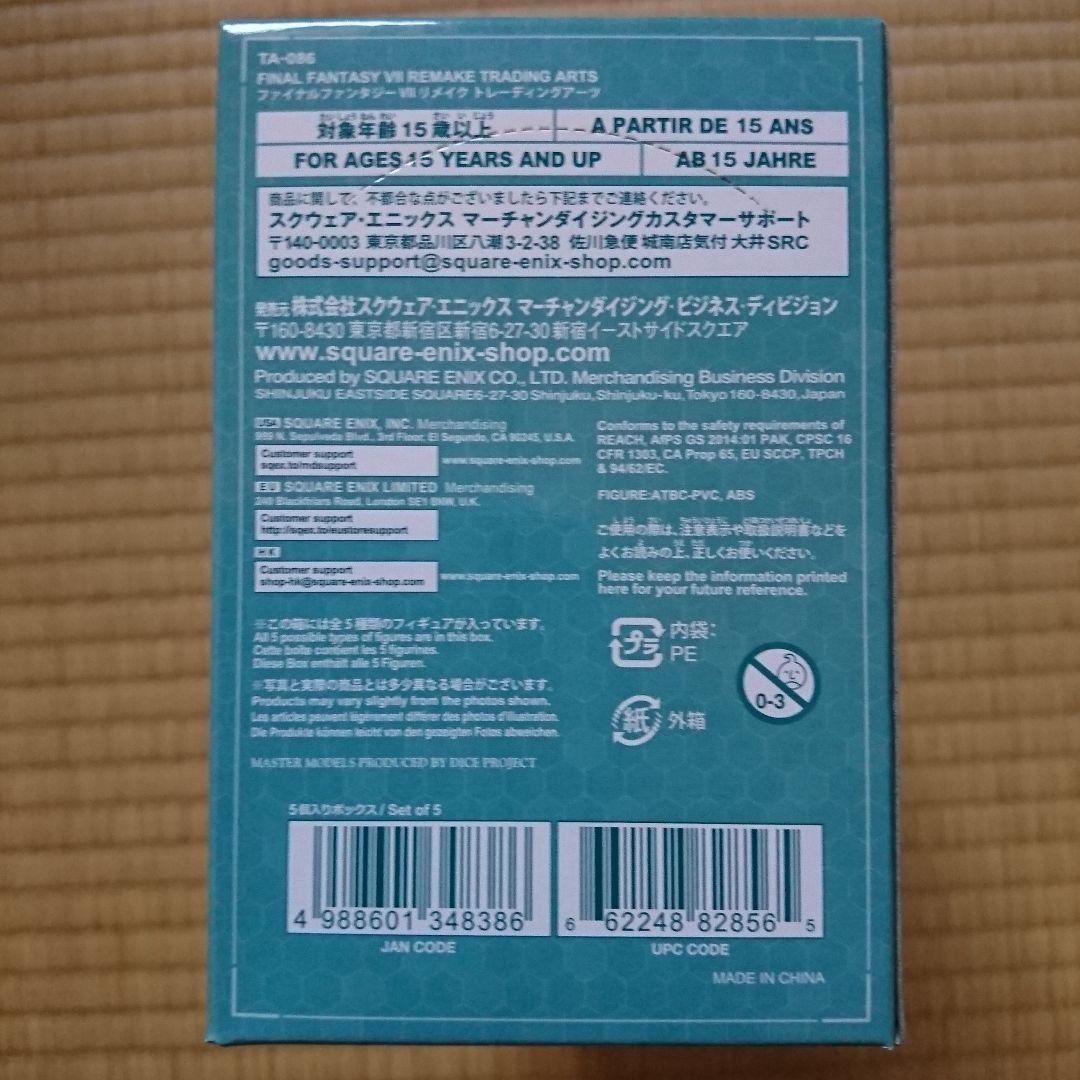 TA-086
FINAL FANTASY VII REMAKE TRADING ARTS
ファイナルファンタジー VII リメイク トレーディングアーツ
対象年齢 15 歳以上
A PARTIR DE 15 ANS
FOR AGES 15 YEARS AND UP
AB 15 JAHRE
商品に関して、不都合な点がございましたら下記までご連絡ください。
スクウェア・エニックス マーチャンダイジングカスタマーサポート
〒140-0003 東京都品川区八潮3-2-38 佐川急便 城南店気付 大井SRC
goods-support@square-enix-shop.com
発売元 株式会社スクウェア・エニックス マーチャンダイジング・ビジネス・ディビジョン
〒160-8430 東京都新宿区新宿6-27-30 新宿イーストサイドスクエア
www.square-enix-shop.com
Produced by SQUARE ENIX CO., LTD. Merchandising Business Division
SHINJUKU EASTSIDE SQUARE6-27-30 Shinjuku, Shinjuku-ku, Tokyo 160-8430, Japan
USA SQUARE ENIX, INC. Merchandising
999 N. Sepulveda Blvd., 3rd Floor, El Segundo, CA 90245, U.S.A.
Customer support
sqex.to/mdsupport
www.square-enix-shop.com
EU SQUARE ENIX LIMITED Merchandising
240 Blackfriars Road, London SE1 8NW, U.K.
Customer support
http://sqex.to/eustoresupport
HK
Customer support
shop-hk@square-enix-shop.com
www.square-enix-shop.com
Conforms to the safety requirements of
REACH, AfPS GS 2014:01 PAK, CPSC 16
CFR 1303, CA Prop 65, EU SCCP, TPCH
& 94/62/EC.
FIGURE:ATBC-PVC, ABS
ご使用の際は、注意表示や取扱説明書などを
よくお読みの上、正しくお使いください。
Please keep the information printed
here for your future reference.
※この箱には全5種類のフィギュアが入っています。
All 5 possible types of figures are in this box.
Cette boîte contient les 5 figurines.
Diese Box enthält alle 5 Figuren.
※写真と実際の商品とは多少異なる場合がございます。
Products may vary slightly from the photos shown.
Les articles peuvent légèrement différer des photos d'illustration.
Die Produkte können leicht von den gezeigten Fotos abweichen.
MASTER MODELS PRODUCED BY DICE PROJECT
プラ 内袋:
PE
紙 外箱
0-3
5個入りボックス / Set of 5
4 988601 348386
JAN CODE
6 62248 82856 5
UPC CODE
MADE IN CHINA